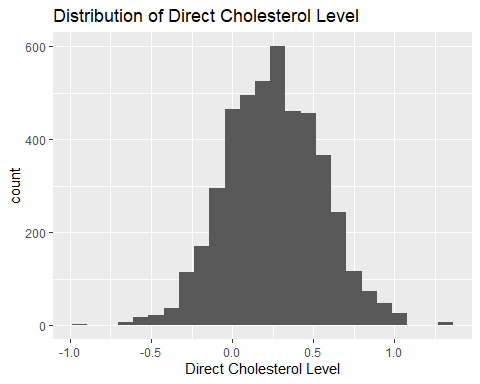 Distribution of Direct Cholesterol Level
600
400
200
0
count
-1.0 -0.5 0.0 0.5 1.0
Direct Cholesterol Level